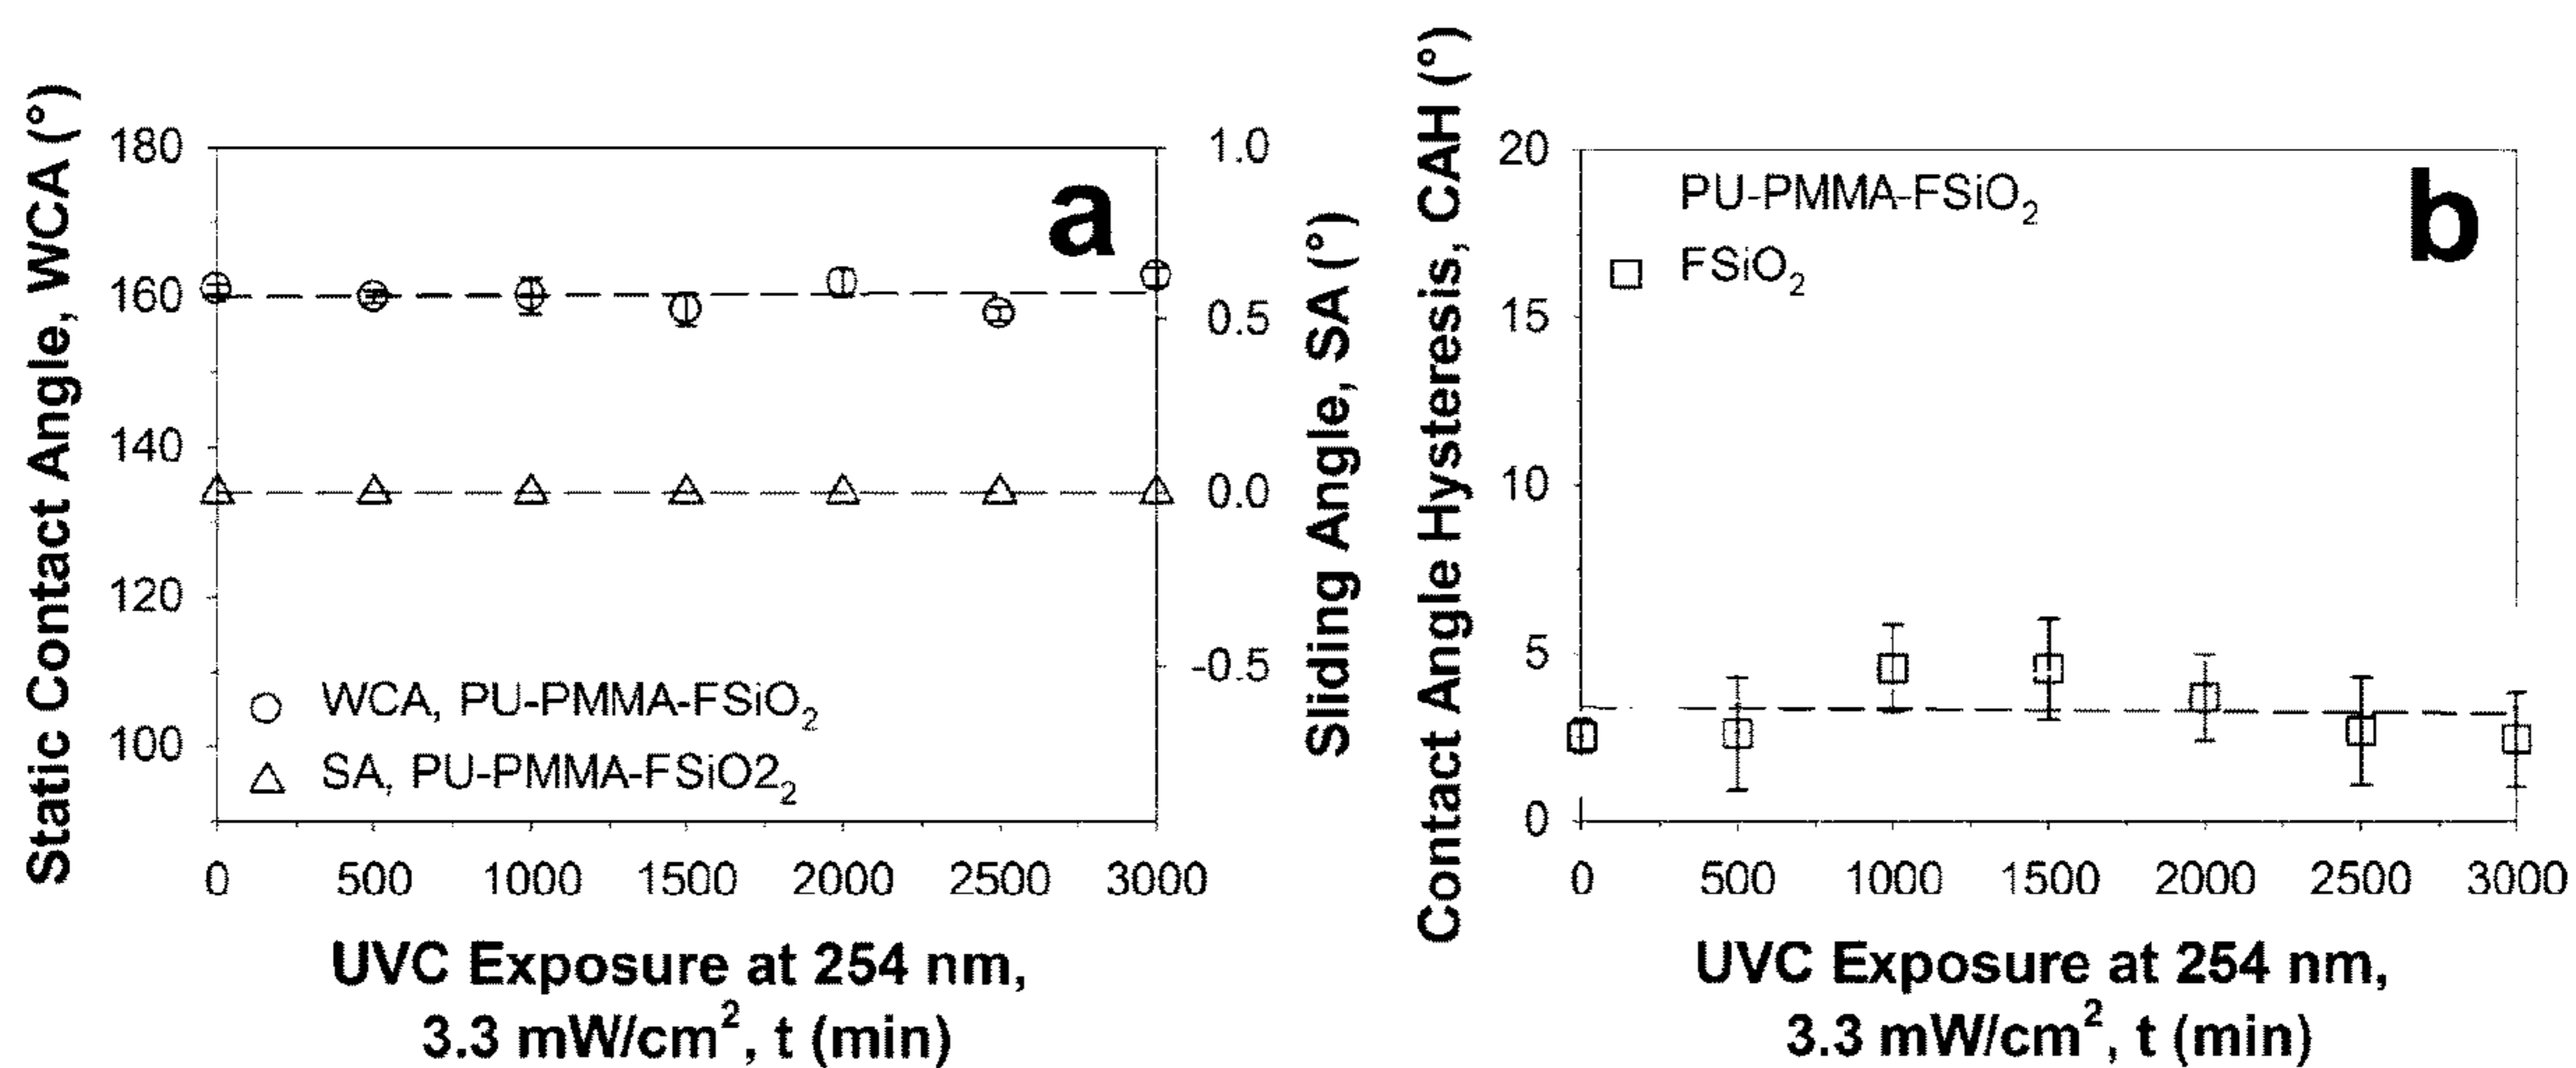 Static Contact Angle, WCA (°)
180
160
140
120
100
a
WCA, PU-PMMA-FSiO₂
SA, PU-PMMA-FSiO2₂
1.0
0.5
0.0
-0.5
Sliding Angle, SA (°)
0 500 1000 1500 2000 2500 3000
UVC Exposure at 254 nm,
3.3 mW/cm², t (min)
Contact Angle Hysteresis, CAH (°)
20
15
10
5
0
b
PU-PMMA-FSiO₂
FSiO₂
0 500 1000 1500 2000 2500 3000
UVC Exposure at 254 nm,
3.3 mW/cm², t (min)